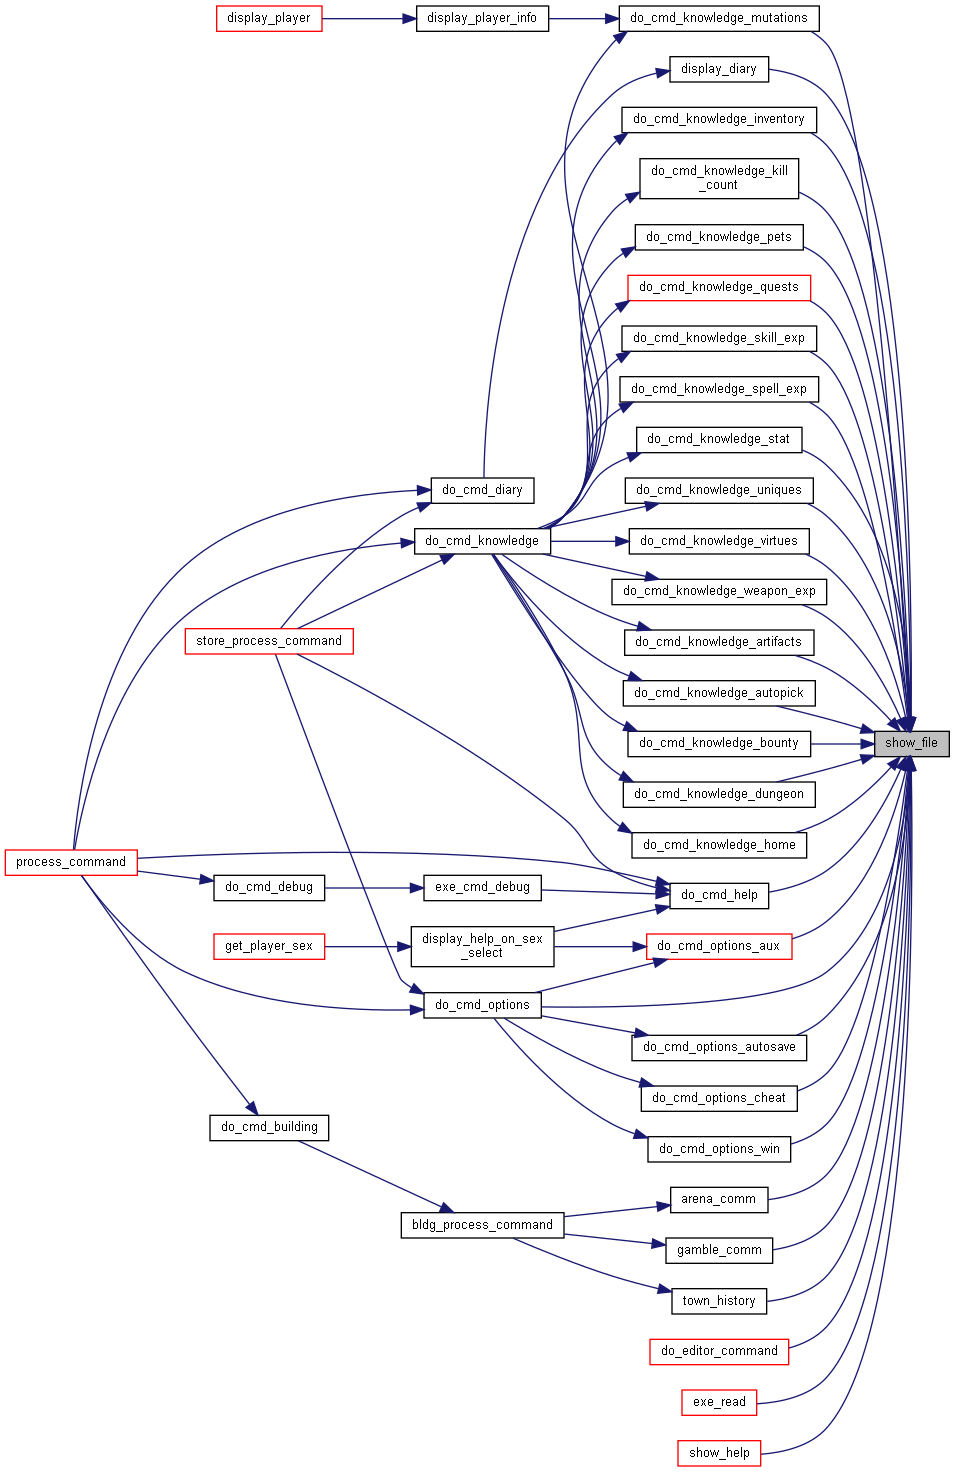 display_player
display_player_info
do_cmd_knowledge_mutations
display_diary
do_cmd_knowledge_inventory
do_cmd_knowledge_kill
_count
do_cmd_knowledge_pets
do_cmd_knowledge_quests
do_cmd_knowledge_skill_exp
do_cmd_knowledge_spell_exp
do_cmd_knowledge_stat
do_cmd_diary
do_cmd_knowledge_uniques
do_cmd_knowledge
do_cmd_knowledge_virtues
do_cmd_knowledge_weapon_exp
store_process_command
do_cmd_knowledge_artifacts
do_cmd_knowledge_autopick
do_cmd_knowledge_bounty
show_file
do_cmd_knowledge_dungeon
do_cmd_knowledge_home
process_command
do_cmd_debug
exe_cmd_debug
do_cmd_help
get_player_sex
display_help_on_sex
_select
do_cmd_options_aux
do_cmd_options
do_cmd_options_autosave
do_cmd_options_cheat
do_cmd_building
do_cmd_options_win
arena_comm
bldg_process_command
gamble_comm
town_history
do_editor_command
exe_read
show_help